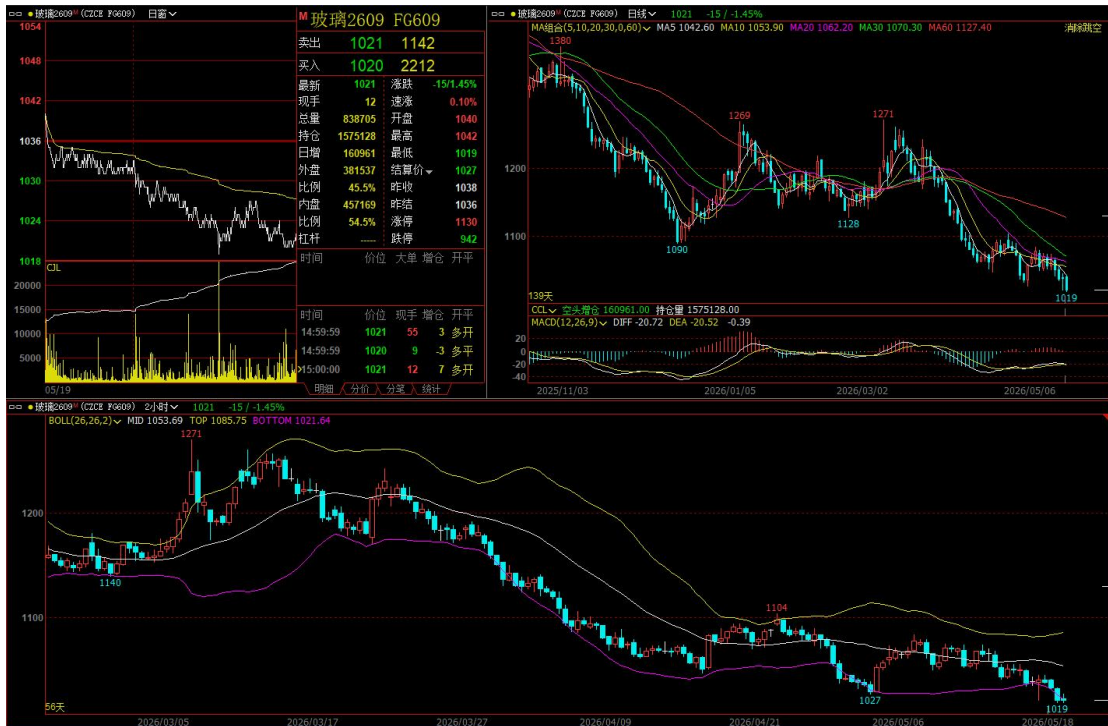 玻璃2609M(CZCE FG609) 日窗
1054
1048
1042
1036
1030
1024
1018
CJL
20000
15000
10000
5000
05/19
M 玻璃2609 FG609
卖出 1021 1142
买入 1020 2212
最新 1021 涨跌 -15/1.45%
现手 12 速涨 0.10%
总量 838705 开盘 1040
持仓 1575128 最高 1042
日增 160961 最低 1019
外盘 381537 结算价 1027
比例 45.5% 昨收 1038
内盘 457169 昨结 1036
比例 54.5% 涨停 1130
杠杆 ----- 跌停 942
时间 价位 大单 增仓 开平
时间 价位 现手 增仓 开平
14:59:59 1021 55 3 多开
14:59:59 1020 9 -3 多平
15:00:00 1021 12 7 多开
明细 分价 分笔 统计
玻璃2609M(CZCE FG609) 日线 1021 -15 / -1.45%
MA组合(5,10,20,30,0,60) MA5 1042.60 MA10 1053.90 MA20 1062.20 MA30 1070.30 MA60 1127.40 消除跳空
1380
1269
1271
1200
1128
1100
1090
1019
139天
CCL 空头增仓 160961.00 持仓量 1575128.00
MACD(12,26,9) DIFF -20.72 DEA -20.52 -0.39
20
0
-20
-40
2025/11/03 2026/01/05 2026/03/02 2026/05/06
玻璃2609M(CZCE FG609) 2小时 1021 -15 / -1.45%
BOLL(26,26,2) MID 1053.69 TOP 1085.75 BOTTOM 1021.64
1271
1200
1140
1104
1100
1027
1019
56天
2026/03/05 2026/03/17 2026/03/27 2026/04/09 2026/04/21 2026/05/06 2026/05/18